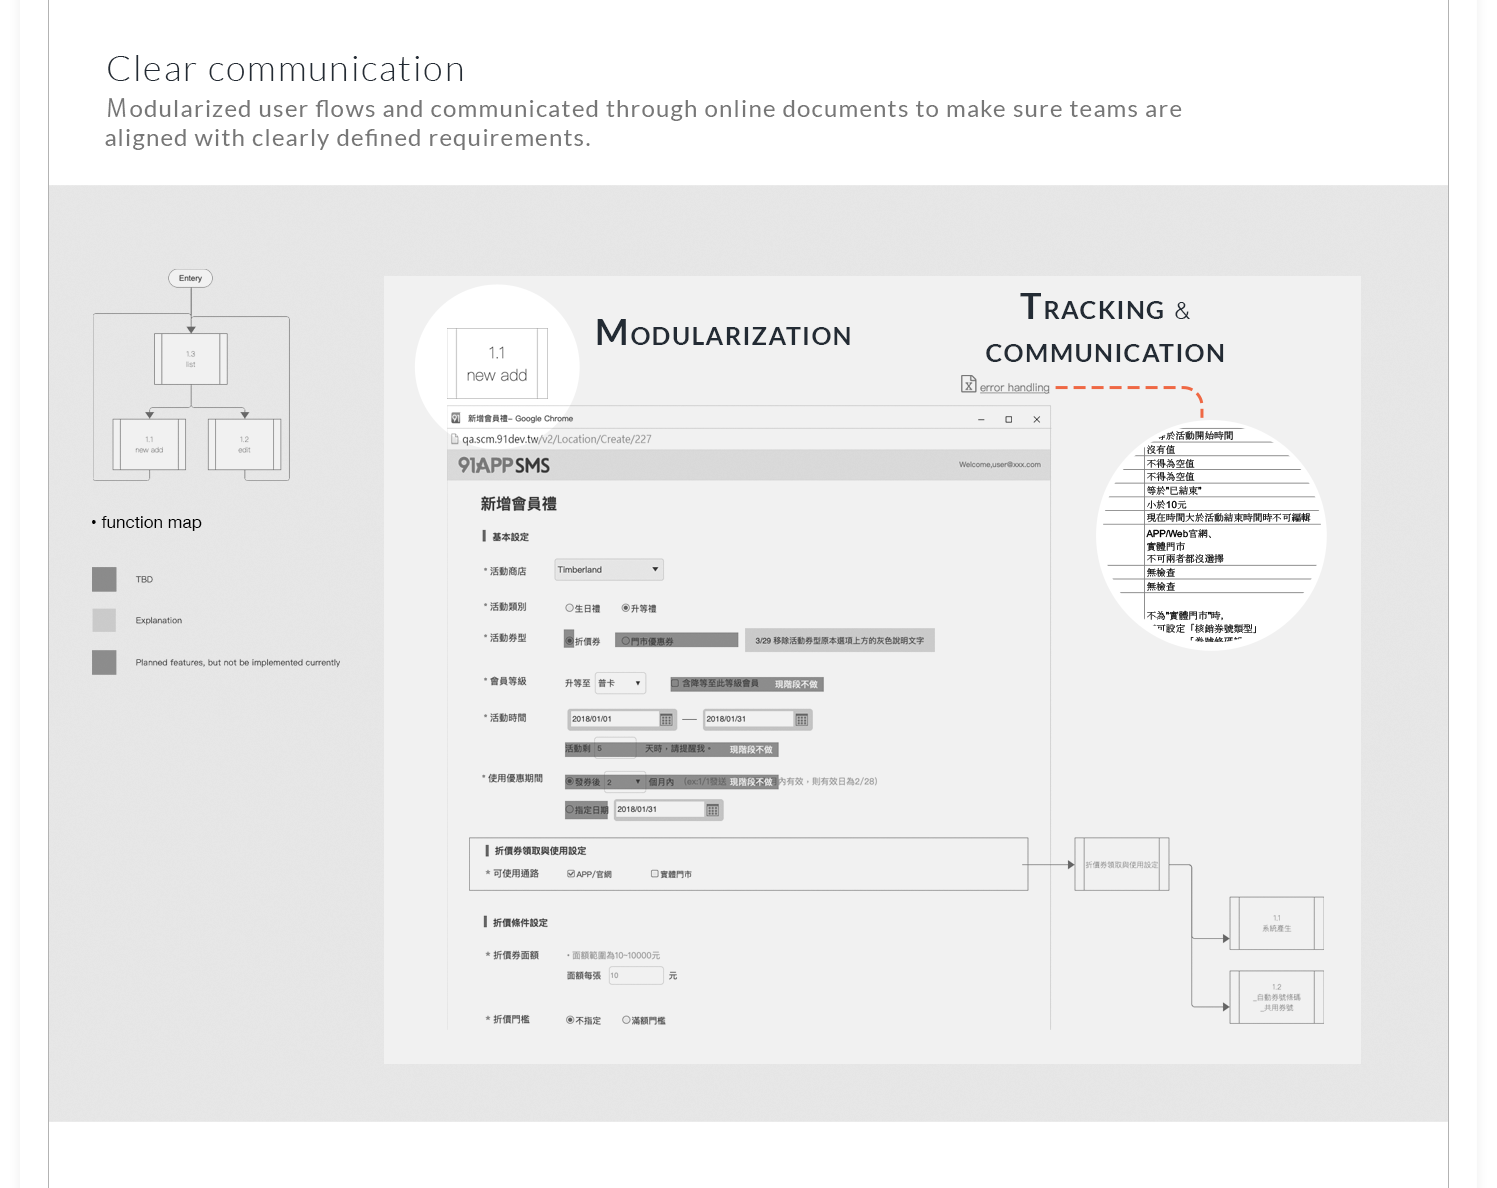 Clear communication
Modularized user flows and communicated through online documents to make sure teams are
aligned with clearly defined requirements.
Entery
1.3
list
1.1
new add
1.2
edit
• function map
TBD
Explanation
Planned features, but not be implemented currently
1.1
new add
MODULARIZATION
TRACKING &
COMMUNICATION
error handling
新增會員禮- Google Chrome
qa.scm.91dev.tw/v2/Location/Create/227
91APP SMS
Welcome,user@xxx.com
新增會員禮
基本設定
* 活動商店 Timberland
* 活動類別 生日禮 升等禮
* 活動券型 折價券 門市優惠券 3/29 移除活動券型原本選項上方的灰色說明文字
* 會員等級 升等至 普卡 含降等至此等級會員 現階段不做
* 活動時間 2018/01/01 — 2018/01/31
活動剩 5 天時，請提醒我。 現階段不做
* 使用優惠期間 發券後 2 個月內 (ex:1/1發送 現階段不做 內有效，則有效日為2/28)
指定日期 2018/01/31
折價券領取與使用設定
* 可使用通路 APP/官網 實體門市
折價條件設定
* 折價券面額 • 面額範圍為10~10000元
面額每張 10 元
* 折價門檻 不指定 滿額門檻
於活動開始時間
沒有值
不得為空值
不得為空值
等於"已結束"
小於10元
現在時間大於活動結束時間時不可編輯
APP/Web官網、
實體門市
不可兩者都沒選擇
無檢查
無檢查
不為"實體門市"時,
可設定「核銷券號類型」
折價券領取與使用設定
1.1
系統產生
1.2
_自動券號條碼
_共用券號